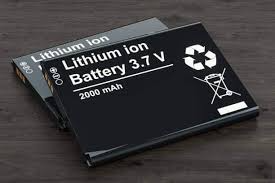 Lithium ion
Lithium ion
Battery 3.7 V
2000 mAh